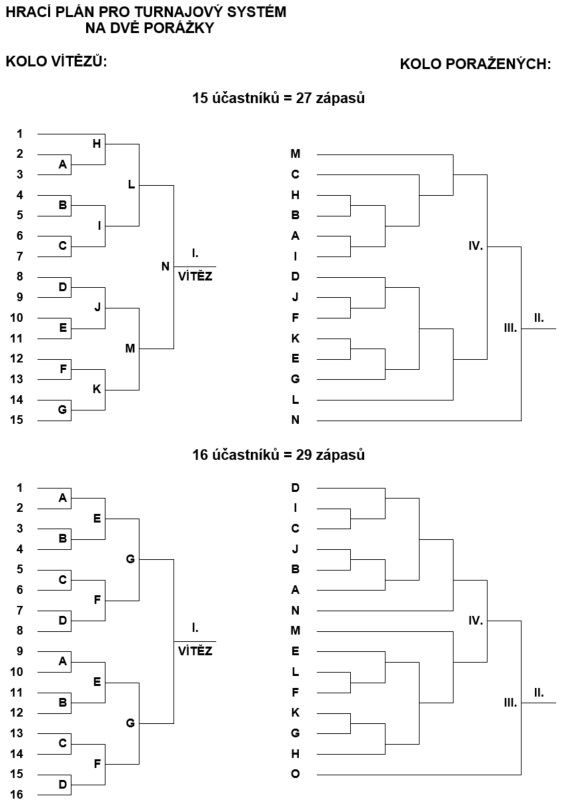 HRACÍ PLÁN PRO TURNAJOVÝ SYSTÉM
NA DVĚ PORÁŽKY
KOLO VÍTĚZŮ:
KOLO PORAŽENÝCH:
15 účastníků = 27 zápasů
1
2
3
4
5
6
7
8
9
10
11
12
13
14
15
A
B
C
D
E
F
G
H
I
J
K
L
M
N
I.
VÍTĚZ
M
C
H
B
A
I
D
J
F
K
E
G
L
N
IV.
III.
II.
16 účastníků = 29 zápasů
1
2
3
4
5
6
7
8
9
10
11
12
13
14
15
16
A
B
C
D
A
B
C
D
E
F
E
F
G
G
I.
VÍTĚZ
D
I
C
J
B
A
N
M
E
L
F
K
G
H
O
IV.
III.
II.